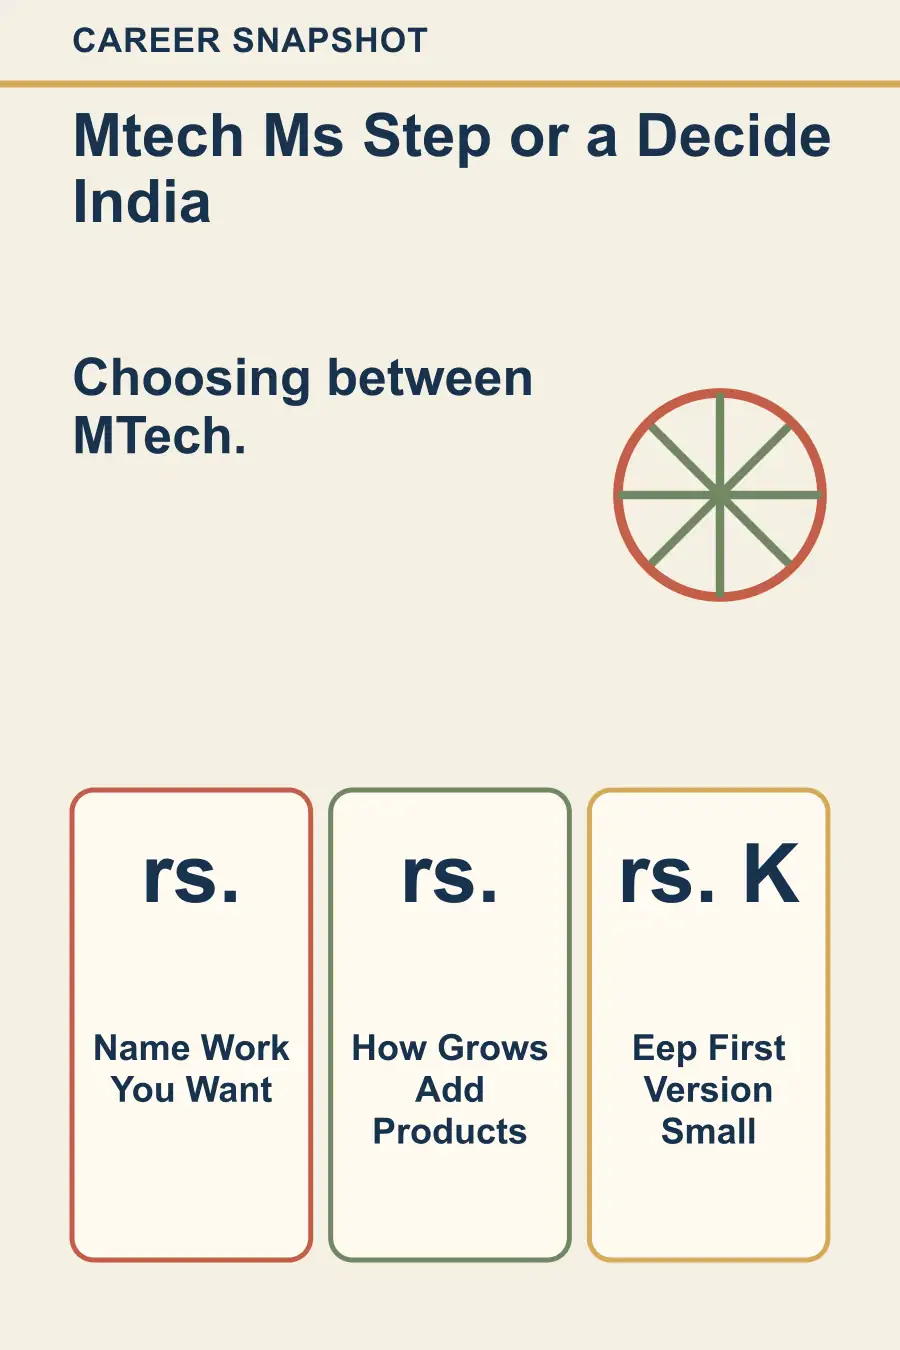 CAREER SNAPSHOT
Mtech Ms Step or a Decide
India
Choosing between
MTech.
rs.
Name Work
You Want
rs.
How Grows
Add
Products
rs. K
Eep First
Version
Small